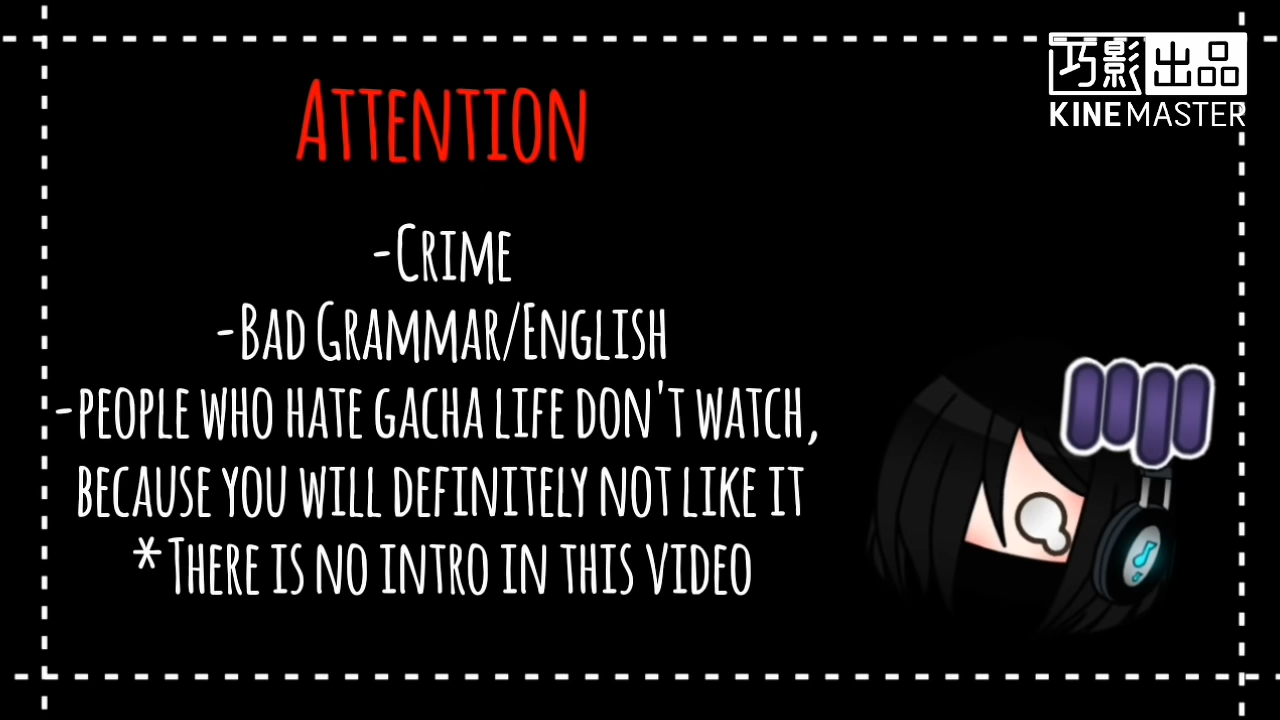 巧影出品
KINEMASTER
ATTENTION
-CRIME
-BAD GRAMMAR/ENGLISH
-PEOPLE WHO HATE GACHA LIFE DON'T WATCH,
BECAUSE YOU WILL DEFINITELY NOT LIKE IT
*THERE IS NO INTRO IN THIS VIDEO